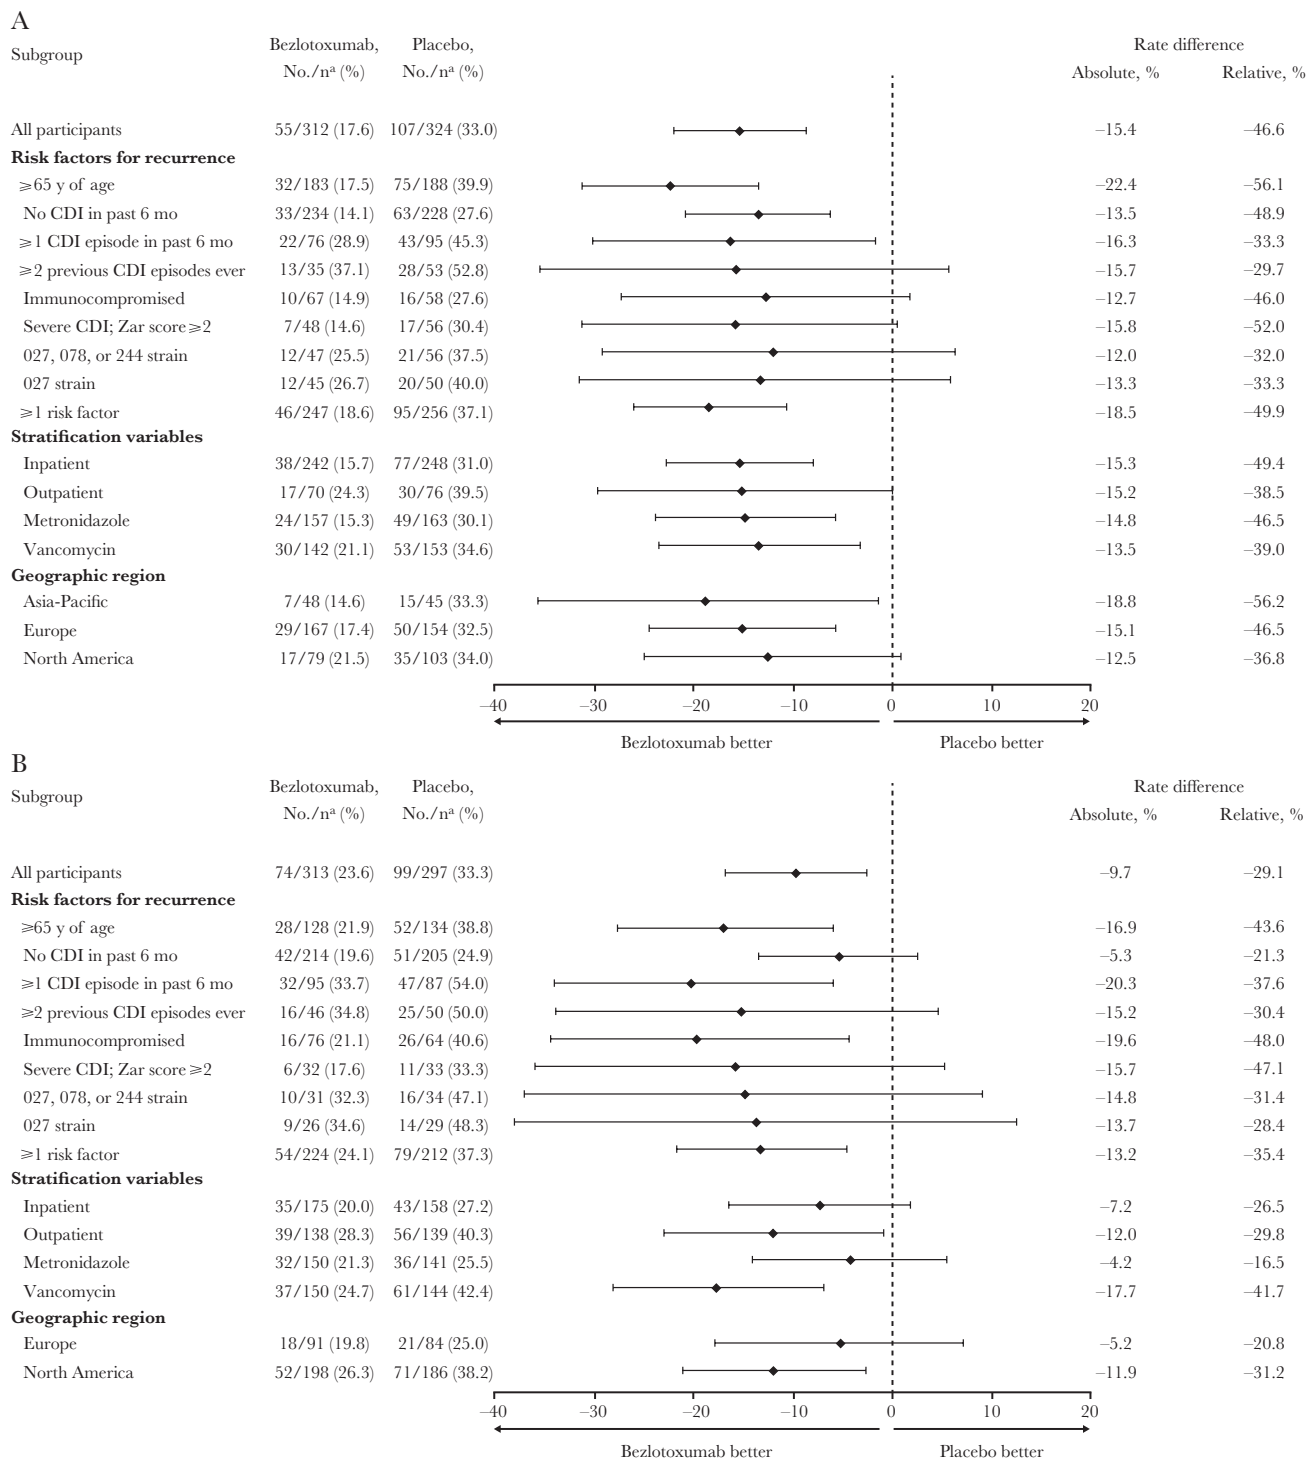 A
Subgroup Bezlotoxumab, No./nᵃ (%) Placebo, No./nᵃ (%) Rate difference
Absolute, % Relative, %
All participants 55/312 (17.6) 107/324 (33.0) –15.4 –46.6
Risk factors for recurrence
⩾65 y of age 32/183 (17.5) 75/188 (39.9) –22.4 –56.1
No CDI in past 6 mo 33/234 (14.1) 63/228 (27.6) –13.5 –48.9
⩾1 CDI episode in past 6 mo 22/76 (28.9) 43/95 (45.3) –16.3 –33.3
⩾2 previous CDI episodes ever 13/35 (37.1) 28/53 (52.8) –15.7 –29.7
Immunocompromised 10/67 (14.9) 16/58 (27.6) –12.7 –46.0
Severe CDI; Zar score⩾2 7/48 (14.6) 17/56 (30.4) –15.8 –52.0
027, 078, or 244 strain 12/47 (25.5) 21/56 (37.5) –12.0 –32.0
027 strain 12/45 (26.7) 20/50 (40.0) –13.3 –33.3
⩾1 risk factor 46/247 (18.6) 95/256 (37.1) –18.5 –49.9
Stratification variables
Inpatient 38/242 (15.7) 77/248 (31.0) –15.3 –49.4
Outpatient 17/70 (24.3) 30/76 (39.5) –15.2 –38.5
Metronidazole 24/157 (15.3) 49/163 (30.1) –14.8 –46.5
Vancomycin 30/142 (21.1) 53/153 (34.6) –13.5 –39.0
Geographic region
Asia-Pacific 7/48 (14.6) 15/45 (33.3) –18.8 –56.2
Europe 29/167 (17.4) 50/154 (32.5) –15.1 –46.5
North America 17/79 (21.5) 35/103 (34.0) –12.5 –36.8
–40 –30 –20 –10 0 10 20
Bezlotoxumab better Placebo better
B
Subgroup Bezlotoxumab, No./nᵃ (%) Placebo, No./nᵃ (%) Rate difference
Absolute, % Relative, %
All participants 74/313 (23.6) 99/297 (33.3) –9.7 –29.1
Risk factors for recurrence
⩾65 y of age 28/128 (21.9) 52/134 (38.8) –16.9 –43.6
No CDI in past 6 mo 42/214 (19.6) 51/205 (24.9) –5.3 –21.3
⩾1 CDI episode in past 6 mo 32/95 (33.7) 47/87 (54.0) –20.3 –37.6
⩾2 previous CDI episodes ever 16/46 (34.8) 25/50 (50.0) –15.2 –30.4
Immunocompromised 16/76 (21.1) 26/64 (40.6) –19.6 –48.0
Severe CDI; Zar score⩾2 6/32 (17.6) 11/33 (33.3) –15.7 –47.1
027, 078, or 244 strain 10/31 (32.3) 16/34 (47.1) –14.8 –31.4
027 strain 9/26 (34.6) 14/29 (48.3) –13.7 –28.4
⩾1 risk factor 54/224 (24.1) 79/212 (37.3) –13.2 –35.4
Stratification variables
Inpatient 35/175 (20.0) 43/158 (27.2) –7.2 –26.5
Outpatient 39/138 (28.3) 56/139 (40.3) –12.0 –29.8
Metronidazole 32/150 (21.3) 36/141 (25.5) –4.2 –16.5
Vancomycin 37/150 (24.7) 61/144 (42.4) –17.7 –41.7
Geographic region
Europe 18/91 (19.8) 21/84 (25.0) –5.2 –20.8
North America 52/198 (26.3) 71/186 (38.2) –11.9 –31.2
–40 –30 –20 –10 0 10 20
Bezlotoxumab better Placebo better